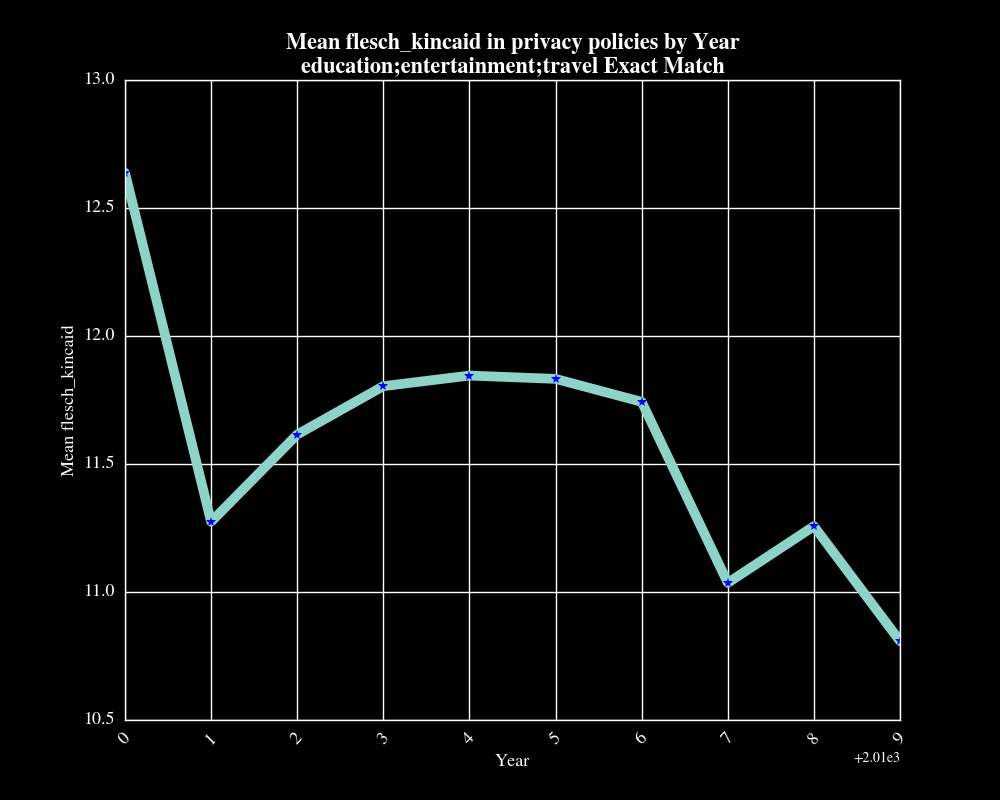 Mean flesch_kincaid in privacy policies by Year
education;entertainment;travel Exact Match
13.0
12.5
12.0
11.5
11.0
10.5
Mean flesch_kincaid
0 1 2 3 4 5 6 7 8 9
Year
+2.01e3